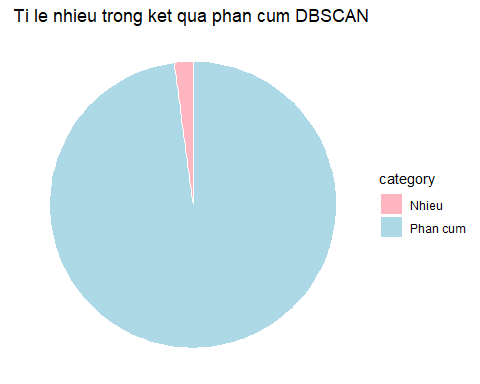 Ti le nhieu trong ket qua phan cum DBSCAN
category
Nhieu
Phan cum